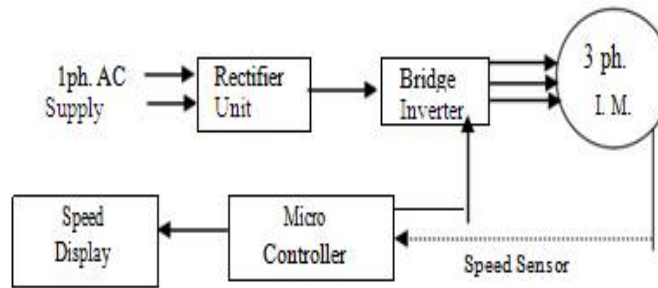 1ph. AC
Supply
Rectifier
Unit
Bridge
Inverter
3 ph.
I. M.
Speed
Display
Micro
Controller
Speed Sensor